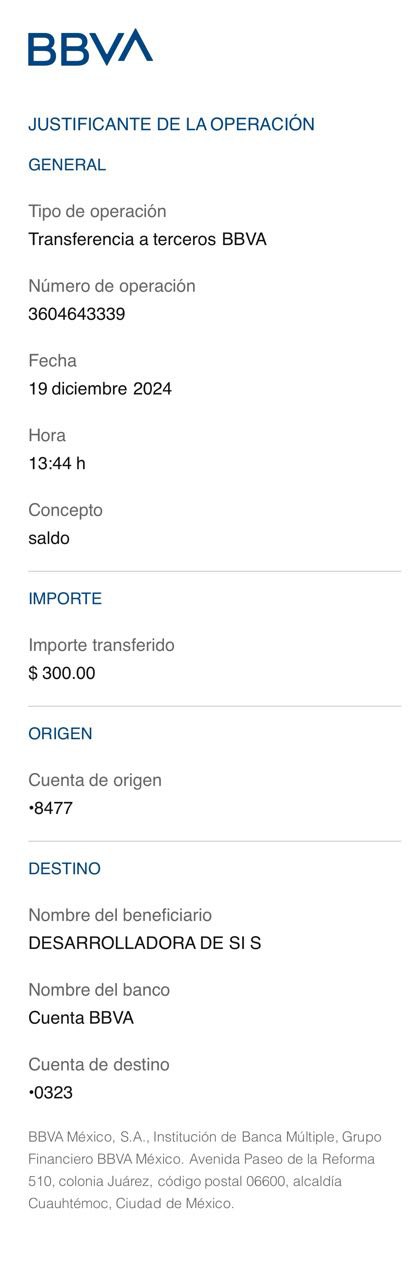 BBVA
JUSTIFICANTE DE LA OPERACIÓN
GENERAL
Tipo de operación
Transferencia a terceros BBVA
Número de operación
3604643339
Fecha
19 diciembre 2024
Hora
13:44 h
Concepto
saldo
IMPORTE
Importe transferido
$ 300.00
ORIGEN
Cuenta de origen
•8477
DESTINO
Nombre del beneficiario
DESARROLLADORA DE SI S
Nombre del banco
Cuenta BBVA
Cuenta de destino
•0323
BBVA México, S.A., Institución de Banca Múltiple, Grupo
Financiero BBVA México. Avenida Paseo de la Reforma
510, colonia Juárez, código postal 06600, alcaldía
Cuauhtémoc, Ciudad de México.